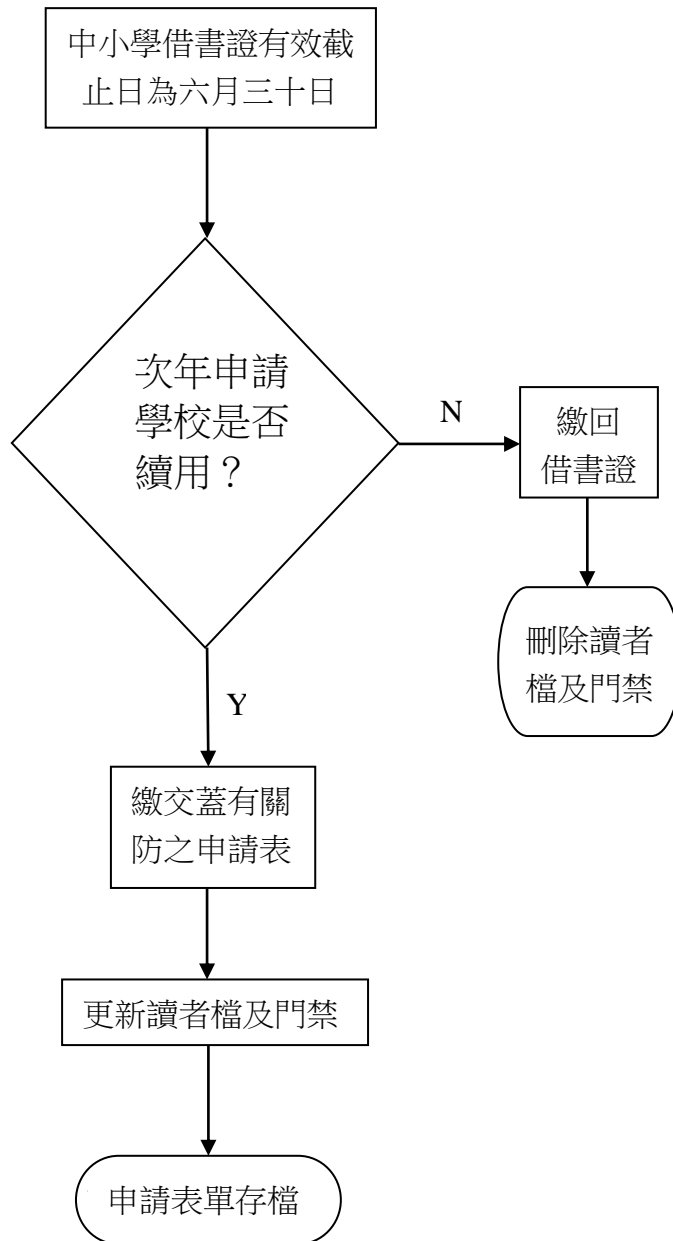 中小學借書證有效截
止日為六月三十日
次年申請
學校是否
續用？
N
繳回
借書證
刪除讀者
檔及門禁
Y
繳交蓋有關
防之申請表
更新讀者檔及門禁
申請表單存檔